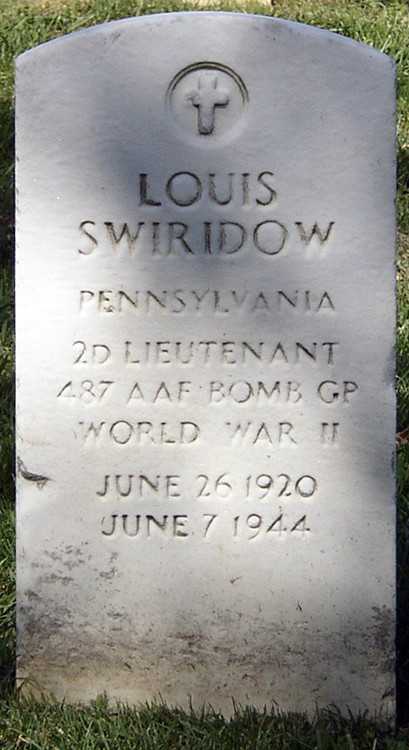 LOUIS
SWIRIDOW
PENNSYLVANIA
2D LIEUTENANT
487 AAF BOMB GP
WORLD WAR II
JUNE 26 1920
JUNE 7 1944